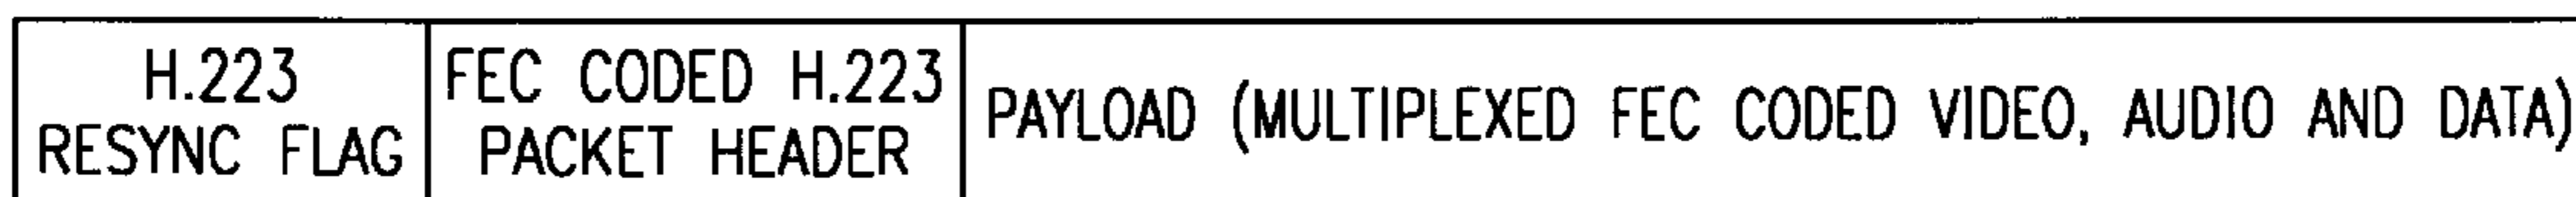 H.223
RESYNC FLAG
FEC CODED H.223
PACKET HEADER
PAYLOAD (MULTIPLEXED FEC CODED VIDEO, AUDIO AND DATA)